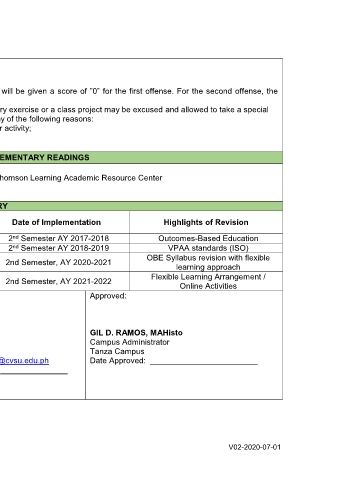 will be given a score of "0" for the first offense. For the second offense, the
ry exercise or a class project may be excused and allowed to take a special
ny of the following reasons:
r activity;
EMENTARY READINGS
homson Learning Academic Resource Center
RY
Date of Implementation Highlights of Revision
2nd Semester AY 2017-2018 Outcomes-Based Education
2nd Semester AY 2018-2019 VPAA standards (ISO)
2nd Semester, AY 2020-2021 OBE Syllabus revision with flexible
learning approach
2nd Semester, AY 2021-2022 Flexible Learning Arrangement /
Online Activities
Approved:
GIL D. RAMOS, MAHisto
Campus Administrator
Tanza Campus
@cvsu.edu.ph Date Approved:
V02-2020-07-01